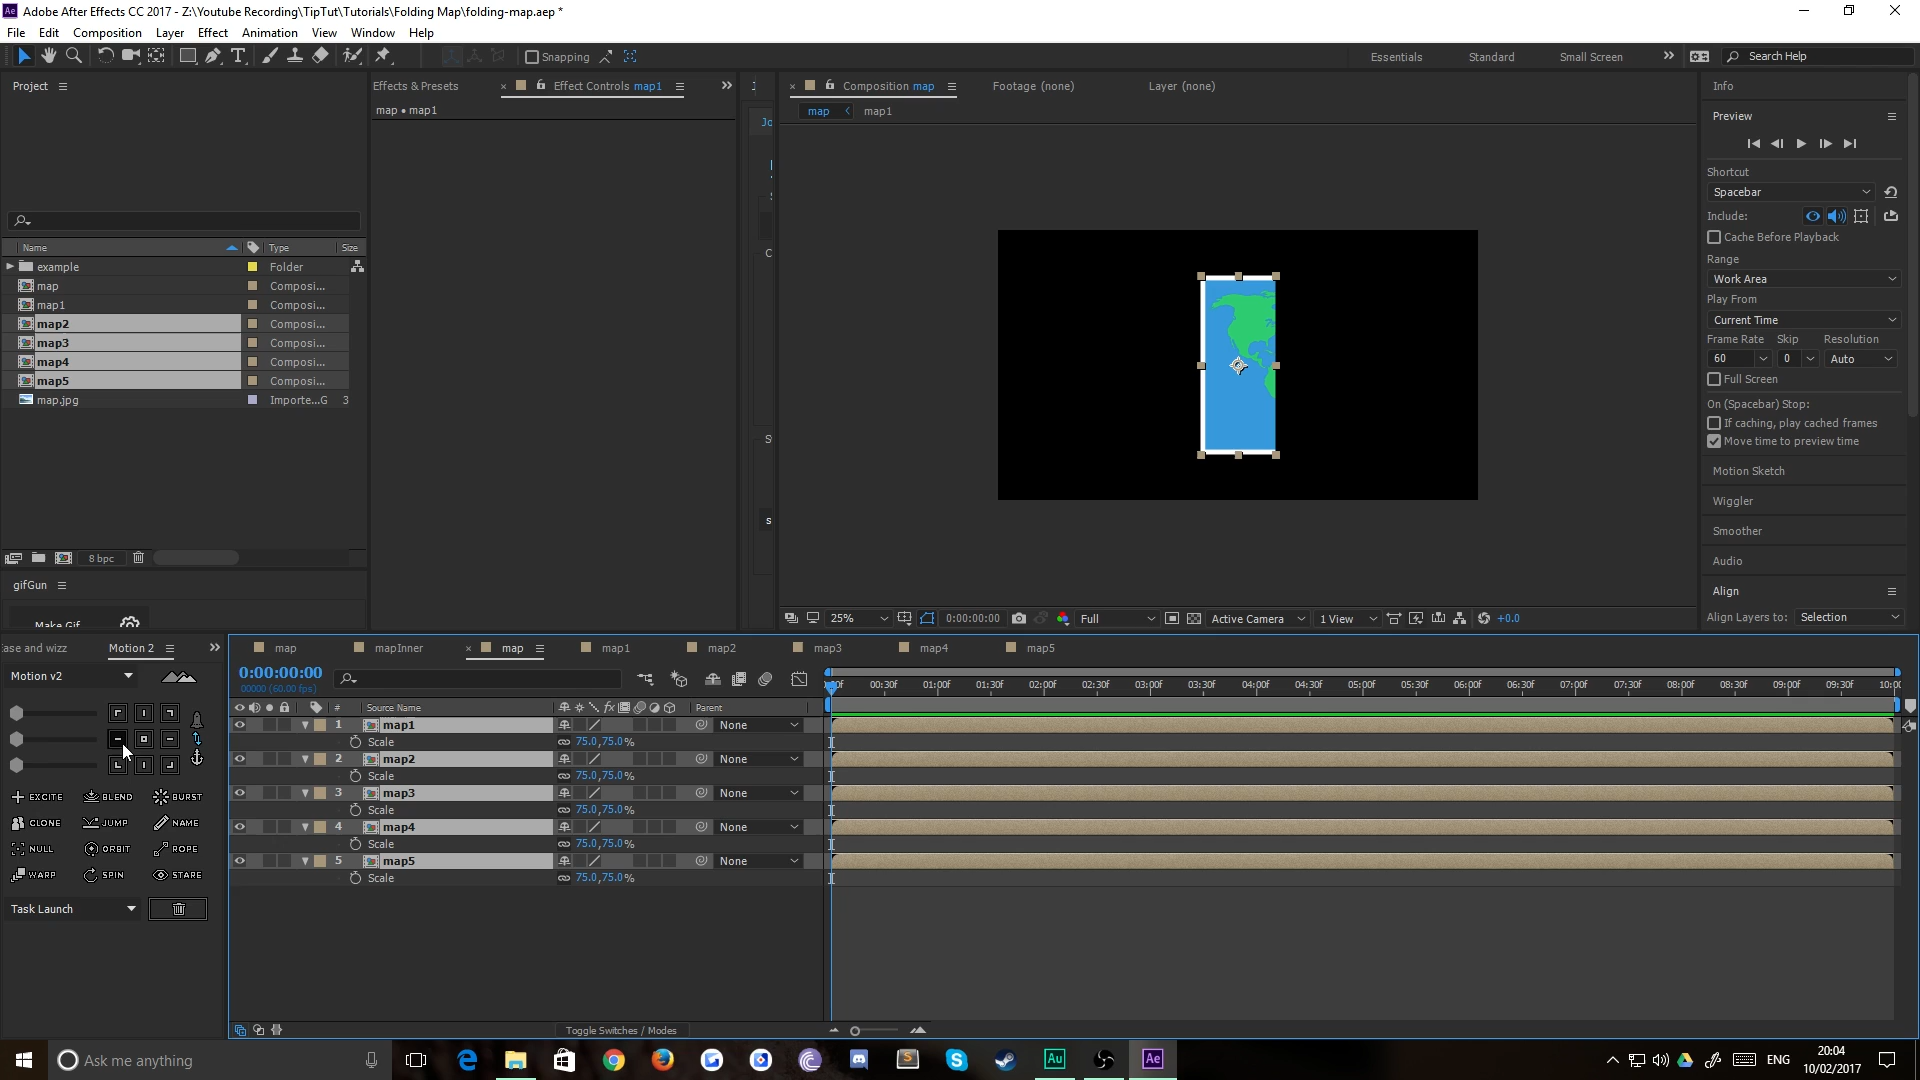 Ae Adobe After Effects CC 2017 - Z:\Youtube Recording\TipTut\Tutorials\Folding Map\folding-map.aep *
File Edit Composition Layer Effect Animation View Window Help
Snapping
Essentials Standard Small Screen Search Help
Project
Effects & Presets Effect Controls map1
map • map1
Composition map Footage (none) Layer (none)
map map1
Name Type Size
example Folder
map Composi...
map1 Composi...
map2 Composi...
map3 Composi...
map4 Composi...
map5 Composi...
map.jpg Importe...G 3
8 bpc
gifGun
Make Gif
Info
Preview
Shortcut
Spacebar
Include:
Cache Before Playback
Range
Work Area
Play From
Current Time
Frame Rate Skip Resolution
60 0 Auto
Full Screen
On (Spacebar) Stop:
If caching, play cached frames
Move time to preview time
Motion Sketch
Wiggler
Smoother
Audio
Align
Align Layers to: Selection
25% 0:00:00:00 Full Active Camera 1 View +0.0
ase and wizz Motion 2
Motion v2
EXCITE BLEND BURST
CLONE JUMP NAME
NULL ORBIT ROPE
WARP SPIN STARE
Task Launch
map mapInner map map1 map2 map3 map4 map5
0:00:00:00
00000 (60.00 fps)
00:30f 01:00f 01:30f 02:00f 02:30f 03:00f 03:30f 04:00f 04:30f 05:00f 05:30f 06:00f 06:30f 07:00f 07:30f 08:00f 08:30f 09:00f 09:30f 10:00
# Source Name fx Parent
1 map1 None
Scale 75.0,75.0%
2 map2 None
Scale 75.0,75.0%
3 map3 None
Scale 75.0,75.0%
4 map4 None
Scale 75.0,75.0%
5 map5 None
Scale 75.0,75.0%
Toggle Switches / Modes
Ask me anything
Au Ae
ENG
20:04
10/02/2017